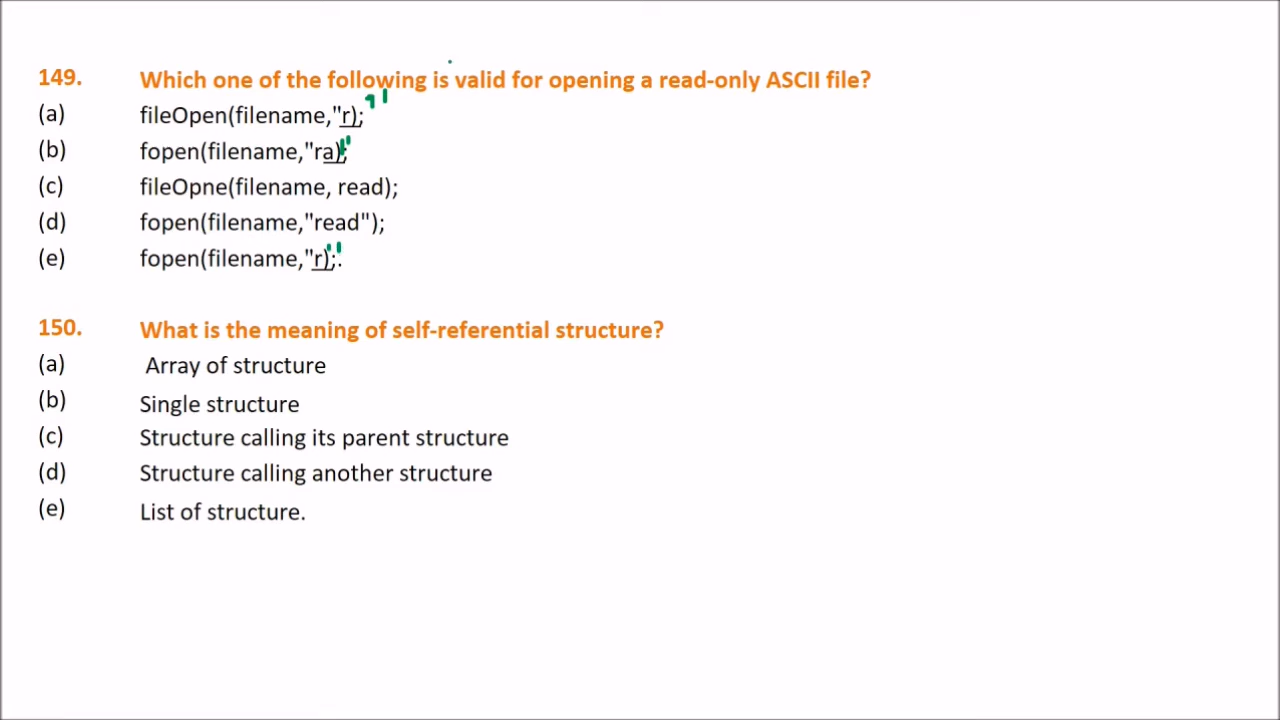 149. Which one of the following is valid for opening a read-only ASCII file?
(a) fileOpen(filename,"r);"
(b) fopen(filename,"ra);"
(c) fileOpne(filename, read);
(d) fopen(filename,"read");
(e) fopen(filename,"r);".
150. What is the meaning of self-referential structure?
(a) Array of structure
(b) Single structure
(c) Structure calling its parent structure
(d) Structure calling another structure
(e) List of structure.